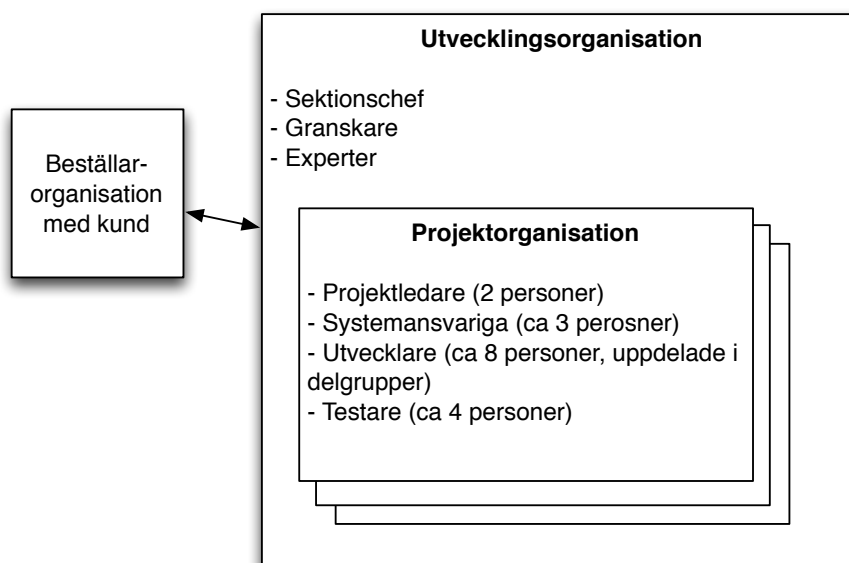 Utvecklingsorganisation
- Sektionschef
- Granskare
- Experter
Beställar-
organisation
med kund
Projektorganisation
- Projektledare (2 personer)
- Systemansvariga (ca 3 perosner)
- Utvecklare (ca 8 personer, uppdelade i
delgrupper)
- Testare (ca 4 personer)